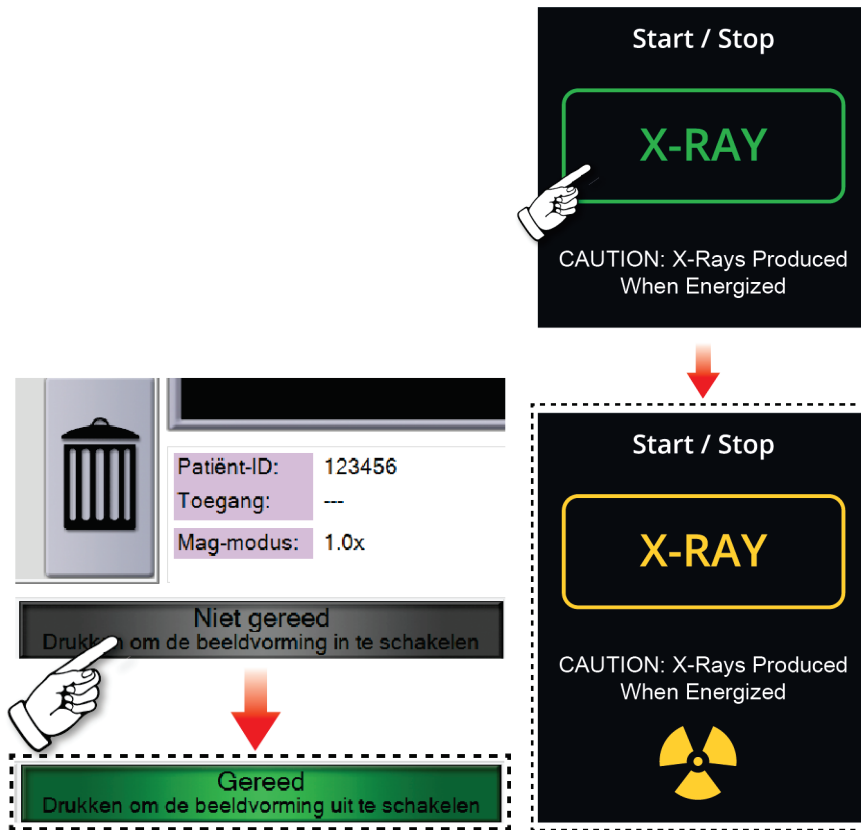 Start / Stop
X-RAY
CAUTION: X-Rays Produced
When Energized
Patiënt-ID: 123456
Toegang: ---
Mag-modus: 1.0x
Niet gereed
Drukken om de beeldvorming in te schakelen
Gereed
Drukken om de beeldvorming uit te schakelen
Start / Stop
X-RAY
CAUTION: X-Rays Produced
When Energized